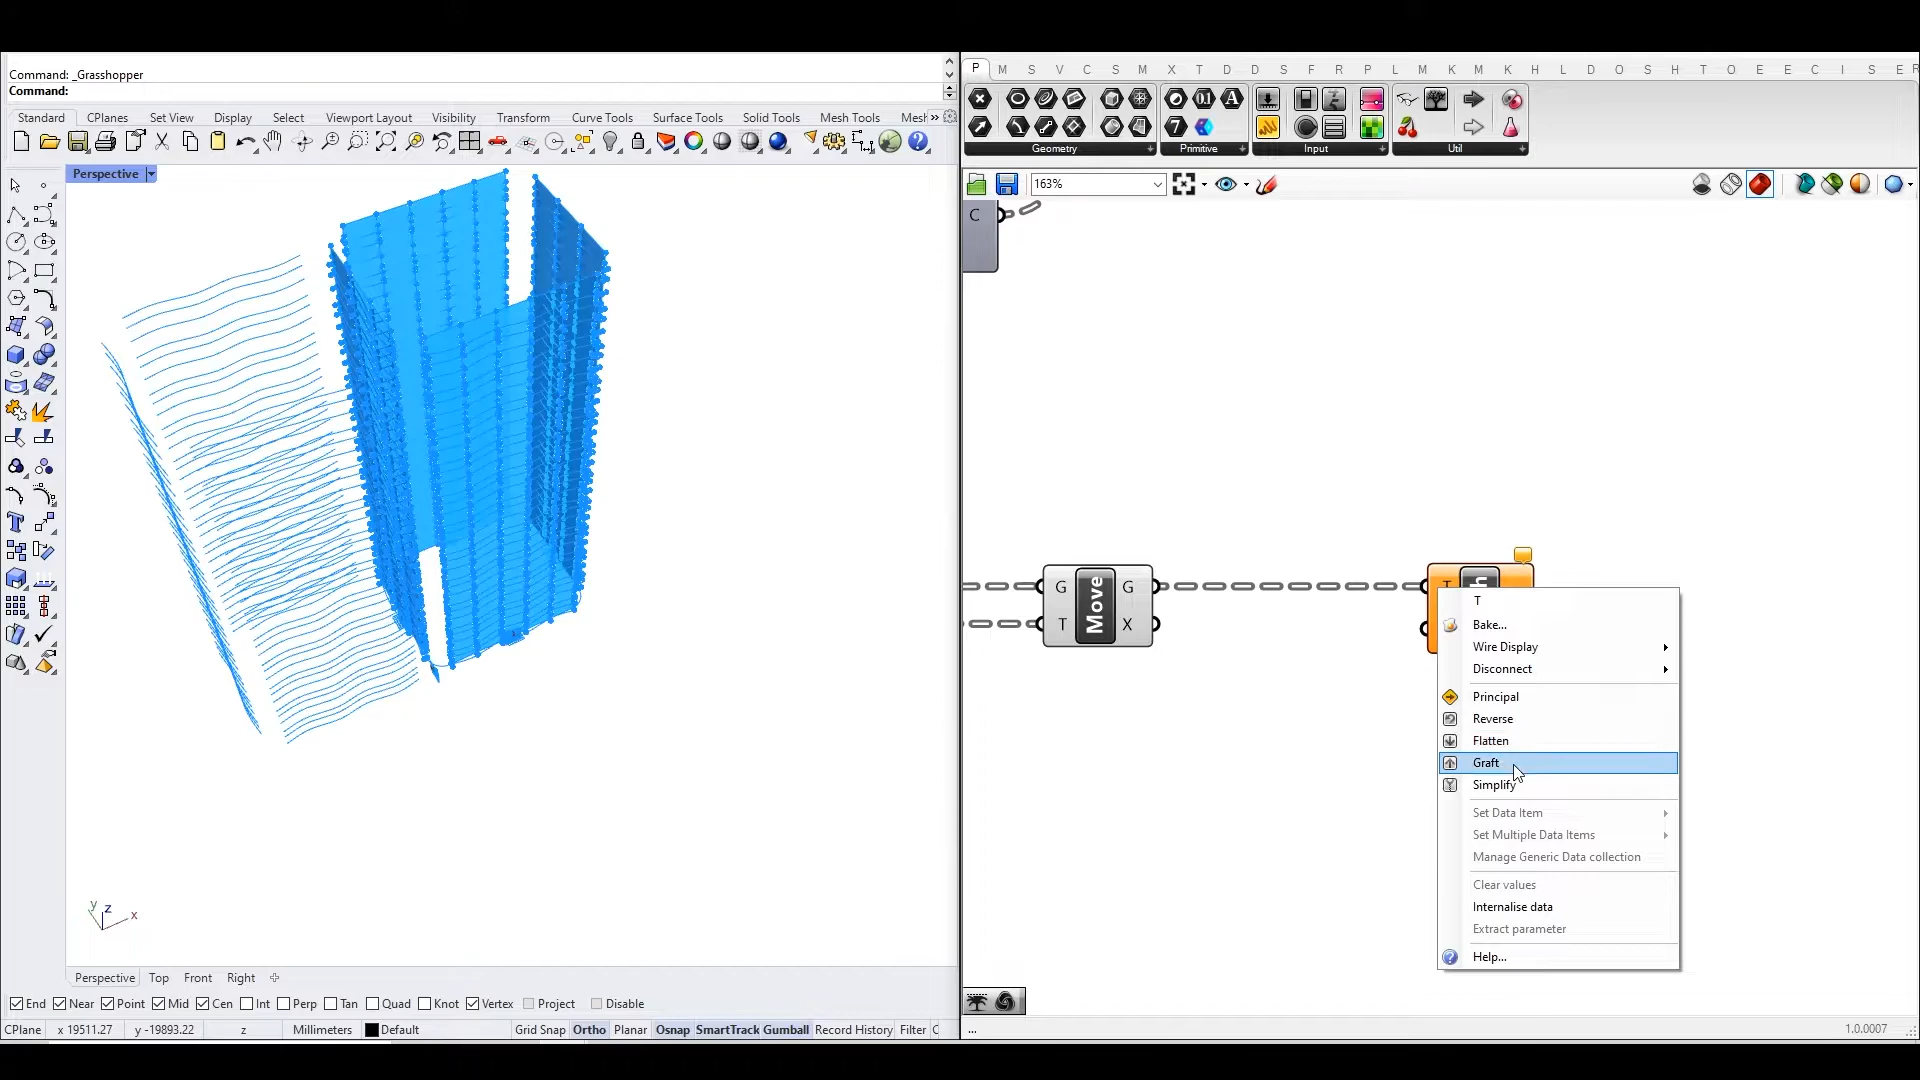 Command: _Grasshopper
Command:
Standard CPlanes Set View Display Select Viewport Layout Visibility Transform Curve Tools Surface Tools Solid Tools Mesh Tools Mesh »
Perspective
y z x
Perspective Top Front Right
End Near Point Mid Cen Int Perp Tan Quad Knot Vertex Project Disable
CPlane x 19511.27 y -19893.22 z Millimeters Default Grid Snap Ortho Planar Osnap SmartTrack Gumball Record History Filter C
P M S V C S M X T D D S F R P L M K M K H L D O S H T O E E C I S E R
Geometry Primitive Input Util
163%
C
G Move G
T X
T h
T
Bake...
Wire Display
Disconnect
Principal
Reverse
Flatten
Graft
Simplify
Set Data Item
Set Multiple Data Items
Manage Generic Data collection
Clear values
Internalise data
Extract parameter
Help...
... 1.0.0007